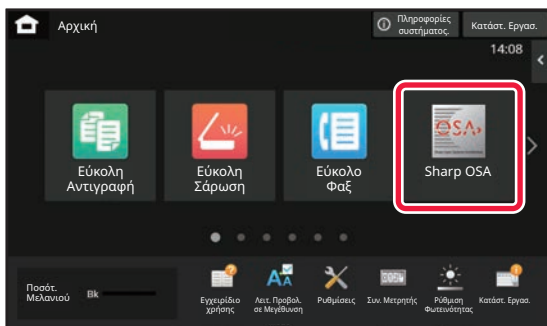 Αρχική
Πληροφορίες
συστήματος.
Κατάστ. Εργασ.
14:08
Εύκολη
Αντιγραφή
Εύκολη
Σάρωση
Εύκολο
Φαξ
OSA
Sharp OSA
Ποσότ.
Μελανιού
Bk
Εγχειρίδιο
χρήσης
Λειτ. Προβολ.
σε Μεγέθυνση
Ρυθμίσεις
Συν. Μετρητής
Ρύθμιση
Φωτεινότητας
Κατάστ. Εργασ.